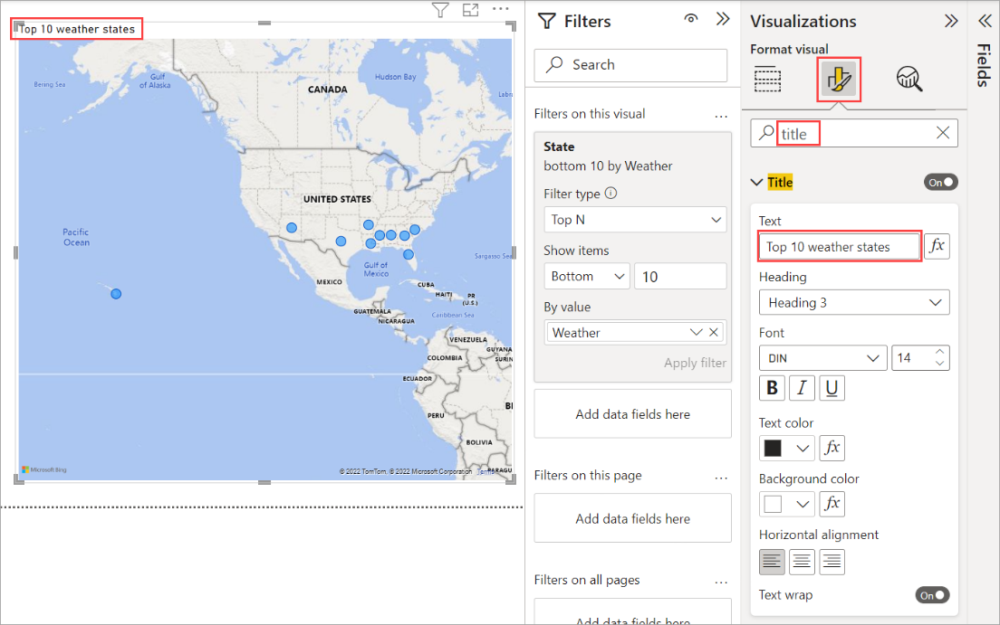 Top 10 weather states
Bering Sea
Gulf
of Alaska
Hudson Bay
CANADA
UNITED STATES
Pacific
Ocean
Sargasso Sea
Gulf of
Mexico
MEXICO
CUBA
HAITI
PR
(U.S.)
Caribbean Sea
GUATEMALA
NICARAGUA
VENEZUELA
GUYANA
SURIN
COLOMBIA
ECUADOR
PERU
BOLIVIA
PARAGU
Microsoft Bing
© 2022 TomTom, © 2022 Microsoft Corporation Terms
Filters
Search
Filters on this visual
State
bottom 10 by Weather
Filter type
Top N
Show items
Bottom
10
By value
Weather
Apply filter
Add data fields here
Filters on this page
Add data fields here
Filters on all pages
Add data fields here
Visualizations
Format visual
title
Title
On
Text
Top 10 weather states
fx
Heading
Heading 3
Font
DIN
14
B I U
Text color
fx
Background color
fx
Horizontal alignment
Text wrap
On
Fields